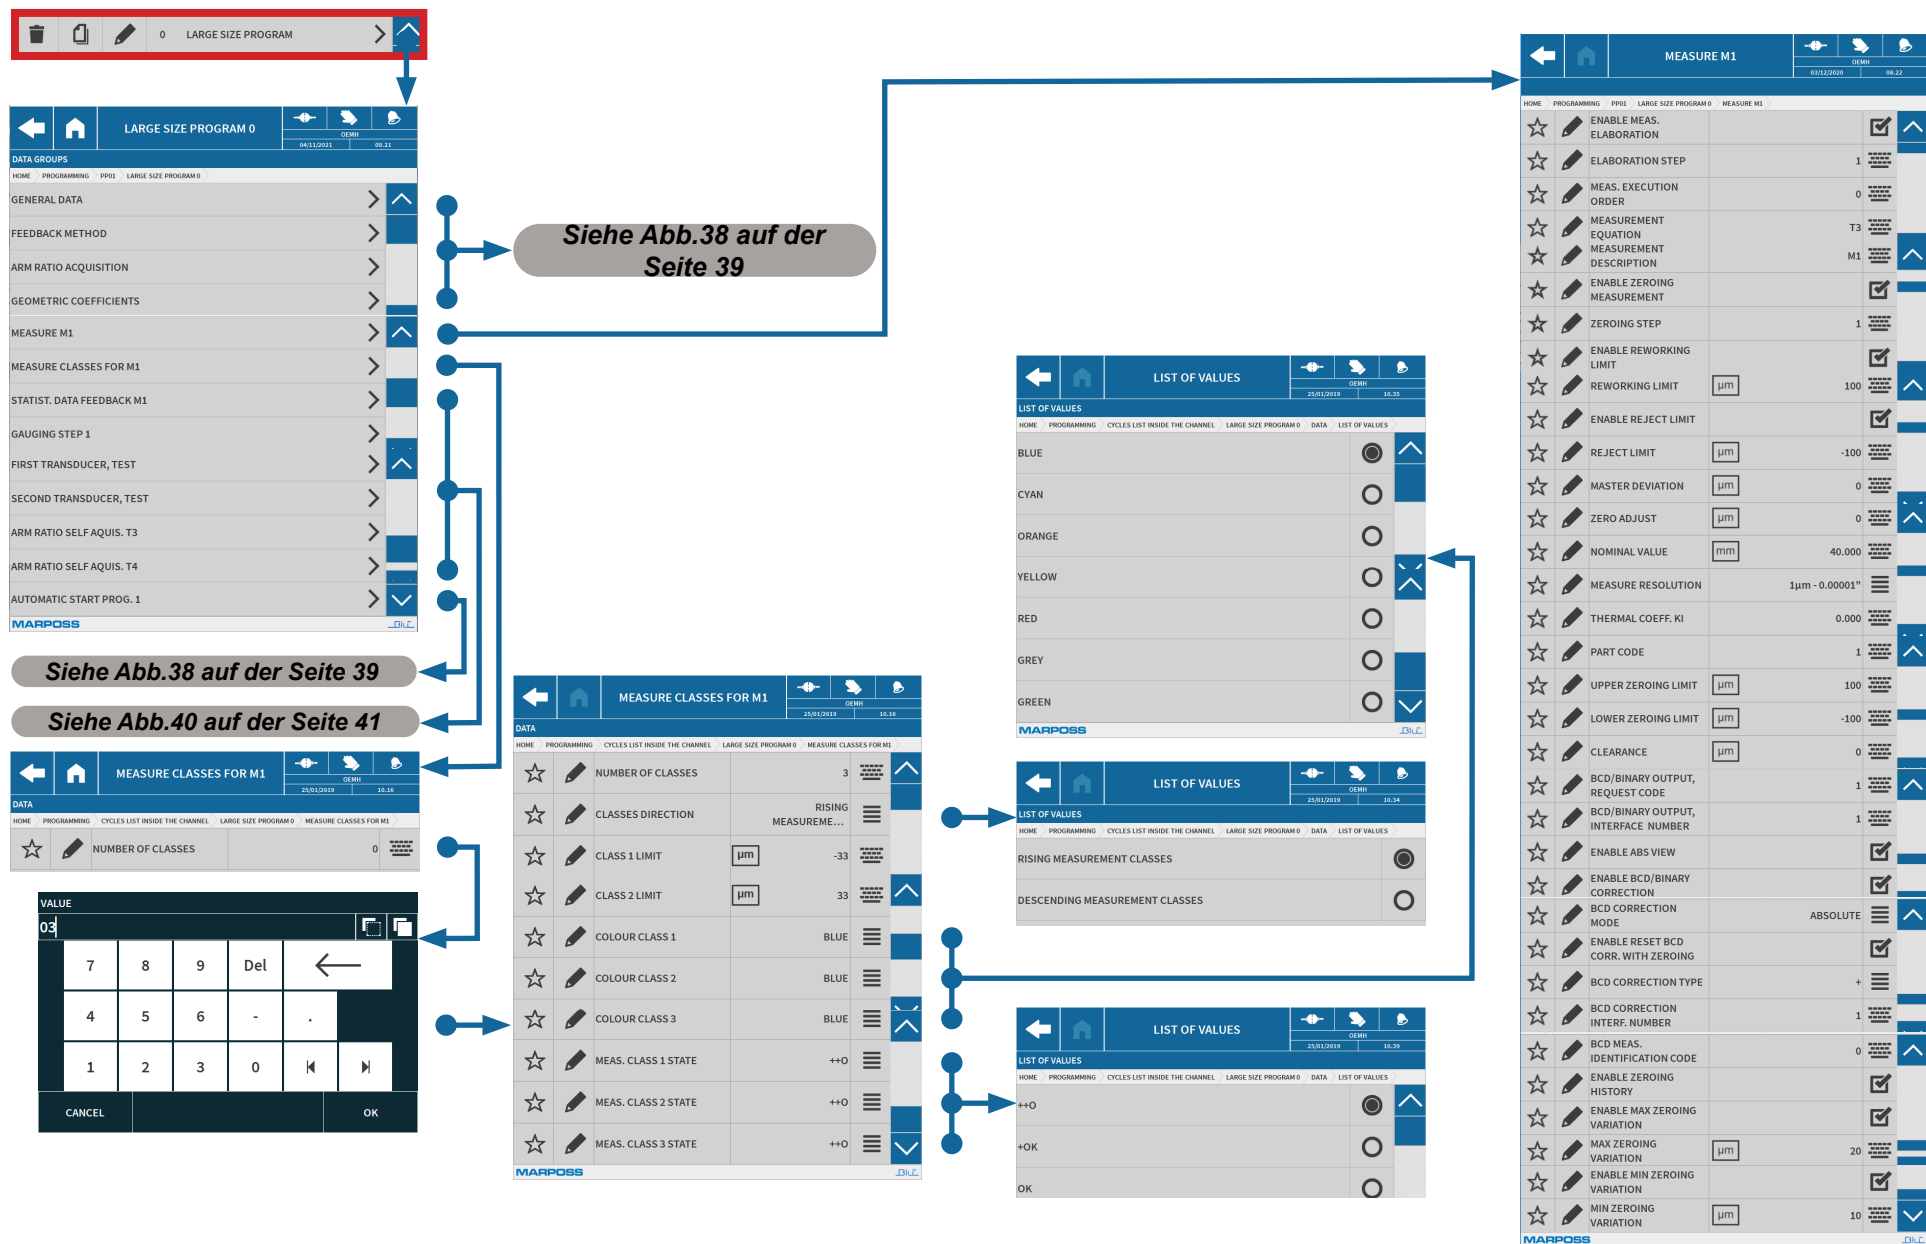 0 LARGE SIZE PROGRAM
LARGE SIZE PROGRAM 0
OEMH
04/11/2021 09.21
DATA GROUPS
HOME PROGRAMMING PP01 LARGE SIZE PROGRAM 0
GENERAL DATA
FEEDBACK METHOD
ARM RATIO ACQUISITION
GEOMETRIC COEFFICIENTS
MEASURE M1
MEASURE CLASSES FOR M1
STATIST. DATA FEEDBACK M1
GAUGING STEP 1
FIRST TRANSDUCER, TEST
SECOND TRANSDUCER, TEST
ARM RATIO SELF AQUIS. T3
ARM RATIO SELF AQUIS. T4
AUTOMATIC START PROG. 1
MARPOSS BLÚ
Siehe Abb.38 auf der
Seite 39
Siehe Abb.38 auf der Seite 39
Siehe Abb.40 auf der Seite 41
MEASURE CLASSES FOR M1
OEMH
25/01/2019 10.16
DATA
HOME PROGRAMMING CYCLES LIST INSIDE THE CHANNEL LARGE SIZE PROGRAM 0 MEASURE CLASSES FOR M1
NUMBER OF CLASSES 0
VALUE
03
7 8 9 Del
4 5 6 - .
1 2 3 0
CANCEL OK
MEASURE CLASSES FOR M1
OEMH
25/01/2019 10.16
DATA
HOME PROGRAMMING CYCLES LIST INSIDE THE CHANNEL LARGE SIZE PROGRAM 0 MEASURE CLASSES FOR M1
NUMBER OF CLASSES 3
CLASSES DIRECTION RISING
MEASUREME...
CLASS 1 LIMIT µm -33
CLASS 2 LIMIT µm 33
COLOUR CLASS 1 BLUE
COLOUR CLASS 2 BLUE
COLOUR CLASS 3 BLUE
MEAS. CLASS 1 STATE ++O
MEAS. CLASS 2 STATE ++O
MEAS. CLASS 3 STATE ++O
MARPOSS BLÚ
LIST OF VALUES
OEMH
25/01/2019 10.35
LIST OF VALUES
HOME PROGRAMMING CYCLES LIST INSIDE THE CHANNEL LARGE SIZE PROGRAM 0 DATA LIST OF VALUES
BLUE
CYAN
ORANGE
YELLOW
RED
GREY
GREEN
MARPOSS BLÚ
LIST OF VALUES
OEMH
25/01/2019 10.34
LIST OF VALUES
HOME PROGRAMMING CYCLES LIST INSIDE THE CHANNEL LARGE SIZE PROGRAM 0 DATA LIST OF VALUES
RISING MEASUREMENT CLASSES
DESCENDING MEASUREMENT CLASSES
LIST OF VALUES
OEMH
25/01/2019 10.39
LIST OF VALUES
HOME PROGRAMMING CYCLES LIST INSIDE THE CHANNEL LARGE SIZE PROGRAM 0 DATA LIST OF VALUES
++O
+OK
OK
MEASURE M1
OEMH
03/12/2020 08.22
HOME PROGRAMMING PP01 LARGE SIZE PROGRAM 0 MEASURE M1
ENABLE MEAS.
ELABORATION
ELABORATION STEP 1
MEAS. EXECUTION
ORDER 0
MEASUREMENT
EQUATION T3
MEASUREMENT
DESCRIPTION M1
ENABLE ZEROING
MEASUREMENT
ZEROING STEP 1
ENABLE REWORKING
LIMIT
REWORKING LIMIT µm 100
ENABLE REJECT LIMIT
REJECT LIMIT µm -100
MASTER DEVIATION µm 0
ZERO ADJUST µm 0
NOMINAL VALUE mm 40.000
MEASURE RESOLUTION 1µm - 0.00001"
THERMAL COEFF. KI 0.000
PART CODE 1
UPPER ZEROING LIMIT µm 100
LOWER ZEROING LIMIT µm -100
CLEARANCE µm 0
BCD/BINARY OUTPUT,
REQUEST CODE 1
BCD/BINARY OUTPUT,
INTERFACE NUMBER 1
ENABLE ABS VIEW
ENABLE BCD/BINARY
CORRECTION
BCD CORRECTION
MODE ABSOLUTE
ENABLE RESET BCD
CORR. WITH ZEROING
BCD CORRECTION TYPE +
BCD CORRECTION
INTERF. NUMBER 1
BCD MEAS.
IDENTIFICATION CODE 0
ENABLE ZEROING
HISTORY
ENABLE MAX ZEROING
VARIATION
MAX ZEROING
VARIATION µm 20
ENABLE MIN ZEROING
VARIATION
MIN ZEROING
VARIATION µm 10
MARPOSS BLÚ